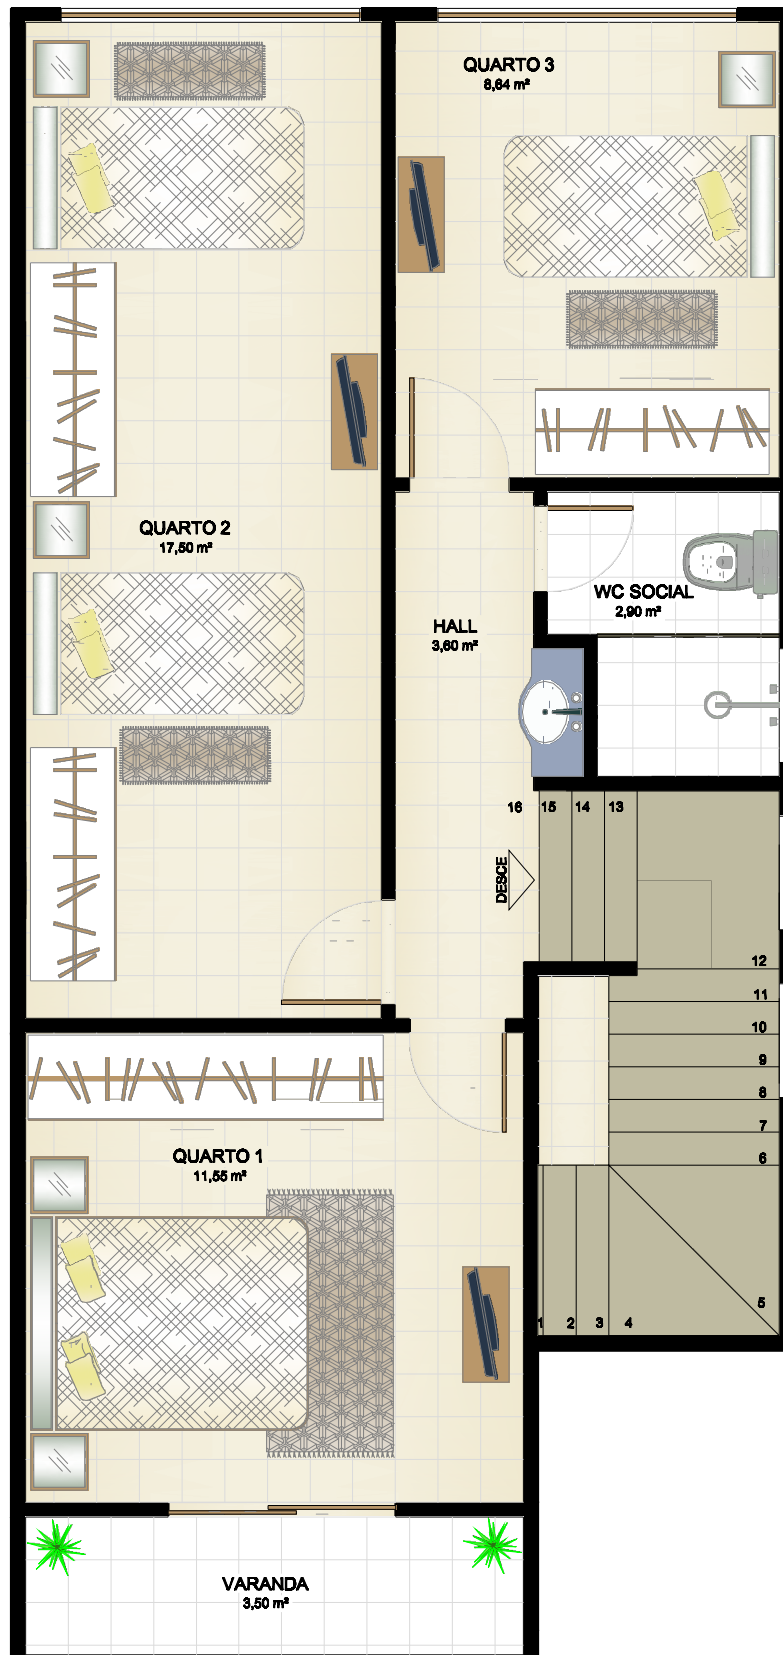 QUARTO 3
8,64 m²
QUARTO 2
17,50 m²
WC SOCIAL
2,90 m²
HALL
3,60 m²
16 15 14 13
DESCE
12
11
10
9
8
7
6
QUARTO 1
11,55 m²
5
1 2 3 4
VARANDA
3,50 m²